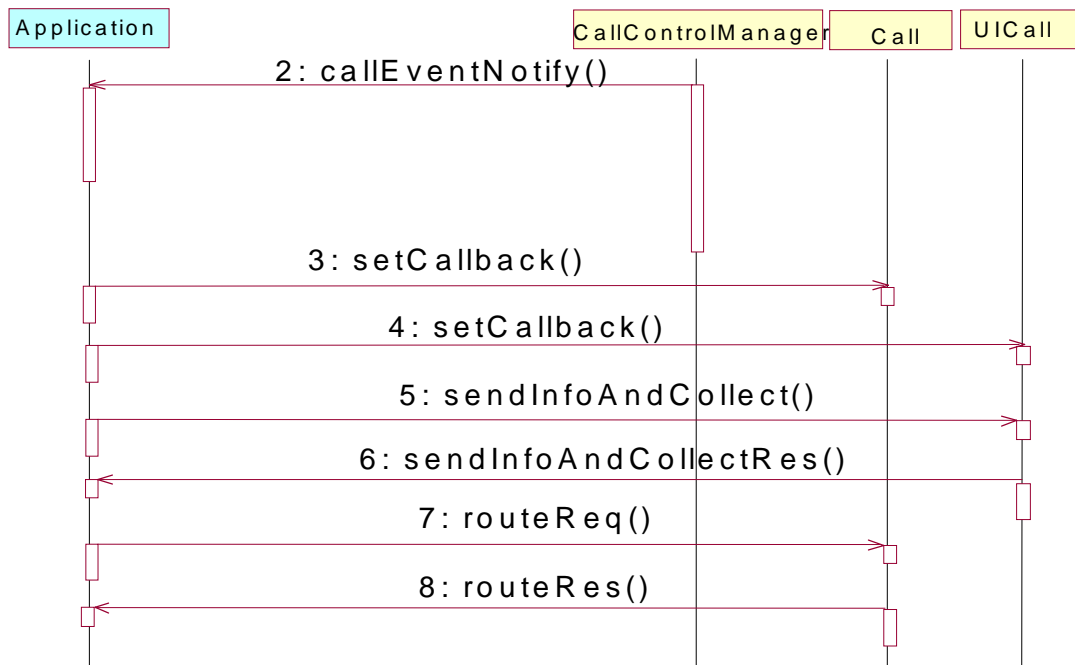 Application
CallControlManager
Call
UICall
2: callEventNotify()
3: setCallback()
4: setCallback()
5: sendInfoAndCollect()
6: sendInfoAndCollectRes()
7: routeReq()
8: routeRes()